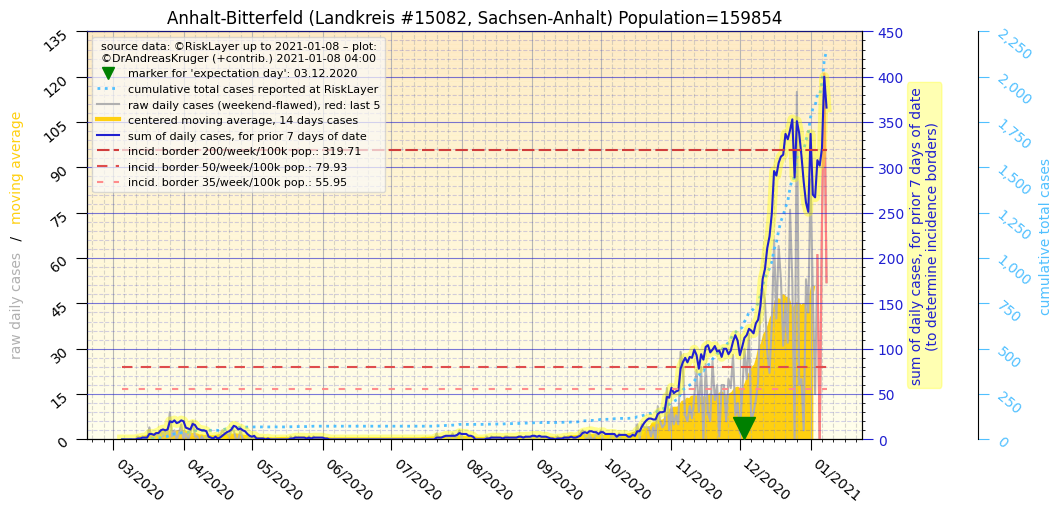 Anhalt-Bitterfeld (Landkreis #15082, Sachsen-Anhalt) Population=159854
source data: ©RiskLayer up to 2021-01-08 – plot:
©DrAndreasKruger (+contrib.) 2021-01-08 04:00
marker for 'expectation day': 03.12.2020
cumulative total cases reported at RiskLayer
raw daily cases (weekend-flawed), red: last 5
centered moving average, 14 days cases
sum of daily cases, for prior 7 days of date
incid. border 200/week/100k pop.: 319.71
incid. border 50/week/100k pop.: 79.93
incid. border 35/week/100k pop.: 55.95
raw daily cases / moving average
135
120
105
90
75
60
45
30
15
0
450
400
350
300
250
200
150
100
50
0
sum of daily cases, for prior 7 days of date
(to determine incidence borders)
2,250
2,000
1,750
1,500
1,250
1,000
750
500
250
0
cumulative total cases
03/2020
04/2020
05/2020
06/2020
07/2020
08/2020
09/2020
10/2020
11/2020
12/2020
01/2021